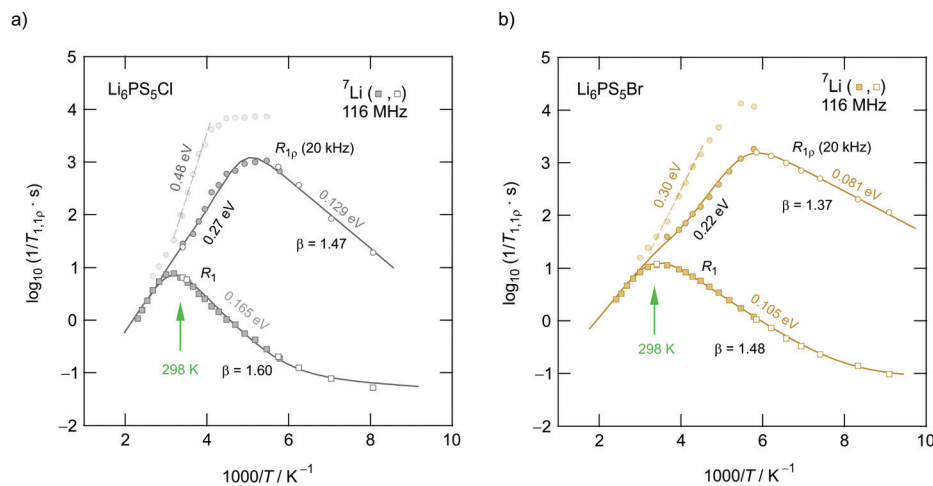 a)
Li₆PS₅Cl
⁷Li (■, □)
116 MHz
R₁ρ (20 kHz)
0.48 eV
0.27 eV
0.129 eV
β = 1.47
R₁
0.165 eV
298 K
β = 1.60
log₁₀ (1/T₁,₁ρ · s)
5
4
3
2
1
0
−1
−2
2
4
6
8
10
1000/T / K⁻¹
b)
Li₆PS₅Br
⁷Li (■, □)
116 MHz
R₁ρ (20 kHz)
0.30 eV
0.22 eV
0.081 eV
β = 1.37
R₁
0.105 eV
298 K
β = 1.48
log₁₀ (1/T₁,₁ρ · s)
5
4
3
2
1
0
−1
−2
2
4
6
8
10
1000/T / K⁻¹